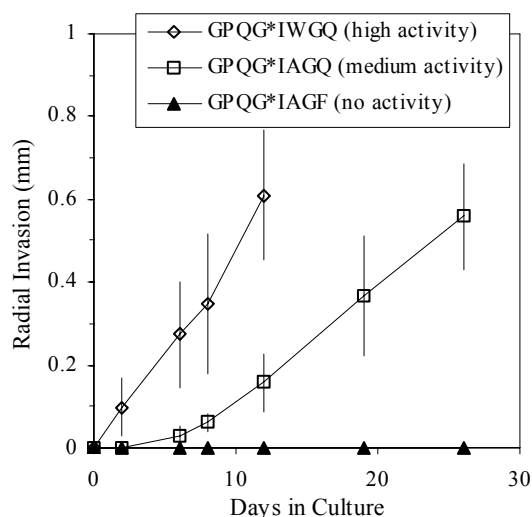 GPQG*IWGQ (high activity)
GPQG*IAGQ (medium activity)
GPQG*IAGF (no activity)
1
0.8
0.6
0.4
0.2
0
Radial Invasion (mm)
0 10 20 30
Days in Culture